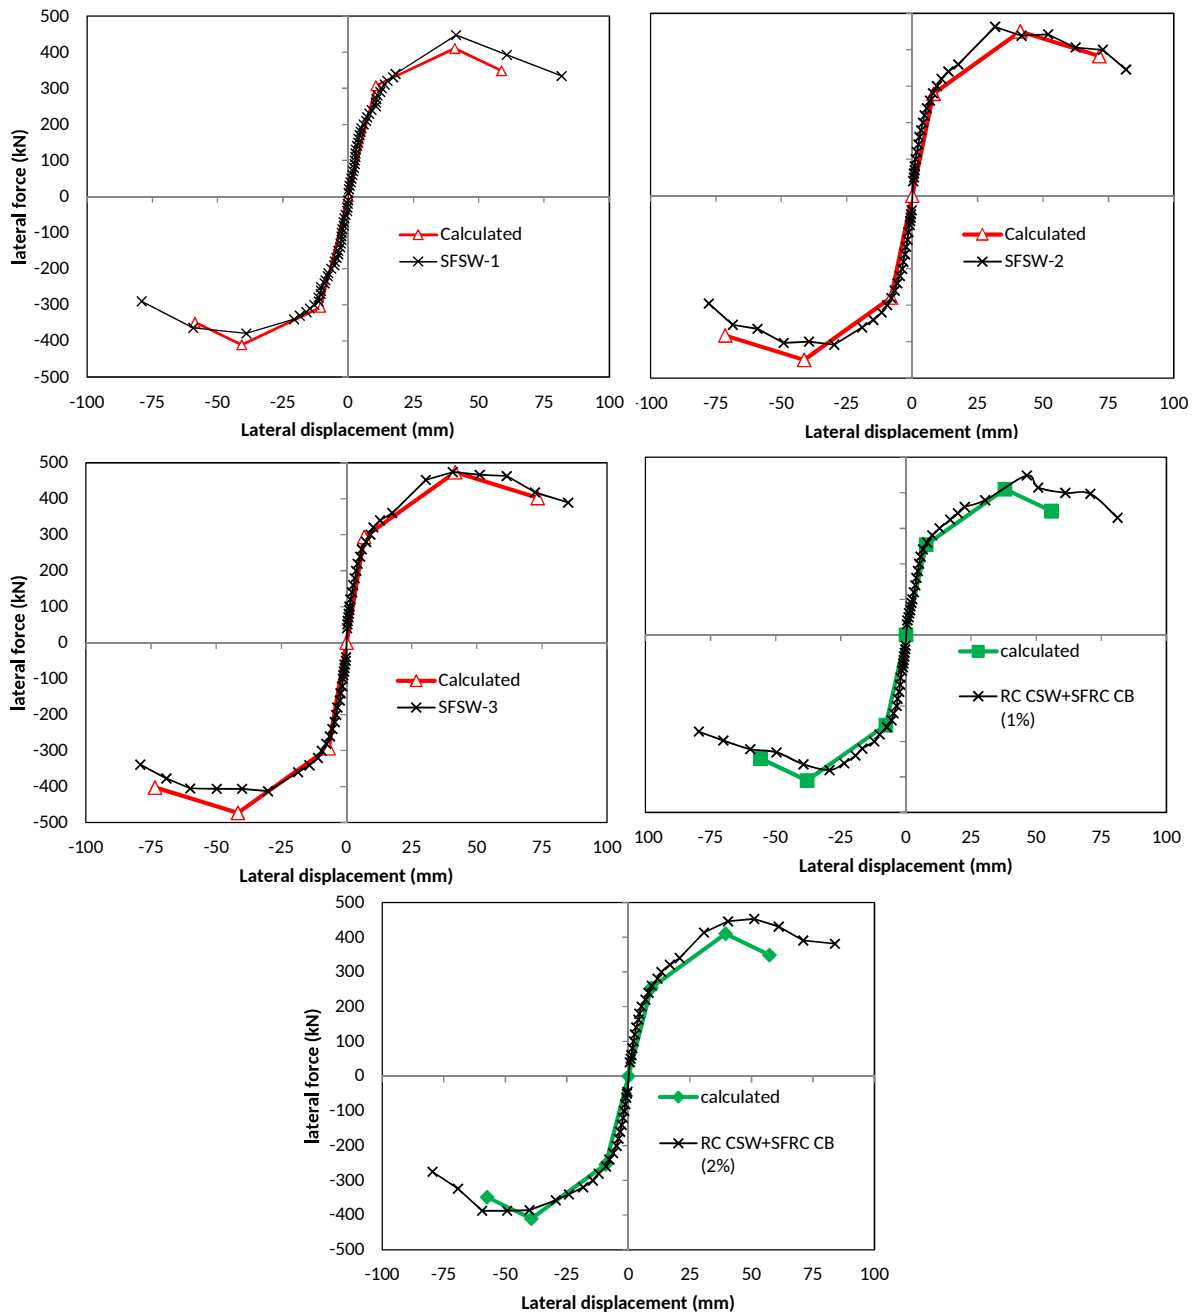 500
400
300
200
100
0
-100
-200
-300
-400
-500
lateral force (kN)
Calculated
SFSW-1
-100 -75 -50 -25 0 25 50 75 100
Lateral displacement (mm)
Calculated
SFSW-2
-100 -75 -50 -25 0 25 50 75 100
Lateral displacement (mm)
500
400
300
200
100
0
-100
-200
-300
-400
-500
lateral force (kN)
Calculated
SFSW-3
-100 -75 -50 -25 0 25 50 75 100
Lateral displacement (mm)
calculated
RC CSW+SFRC CB
(1%)
100 -75 -50 -25 0 25 50 75 100
Lateral displacement (mm)
500
400
300
200
100
0
-100
-200
-300
-400
-500
lateral force (kN)
calculated
RC CSW+SFRC CB
(2%)
-100 -75 -50 -25 0 25 50 75 100
Lateral displacement (mm)